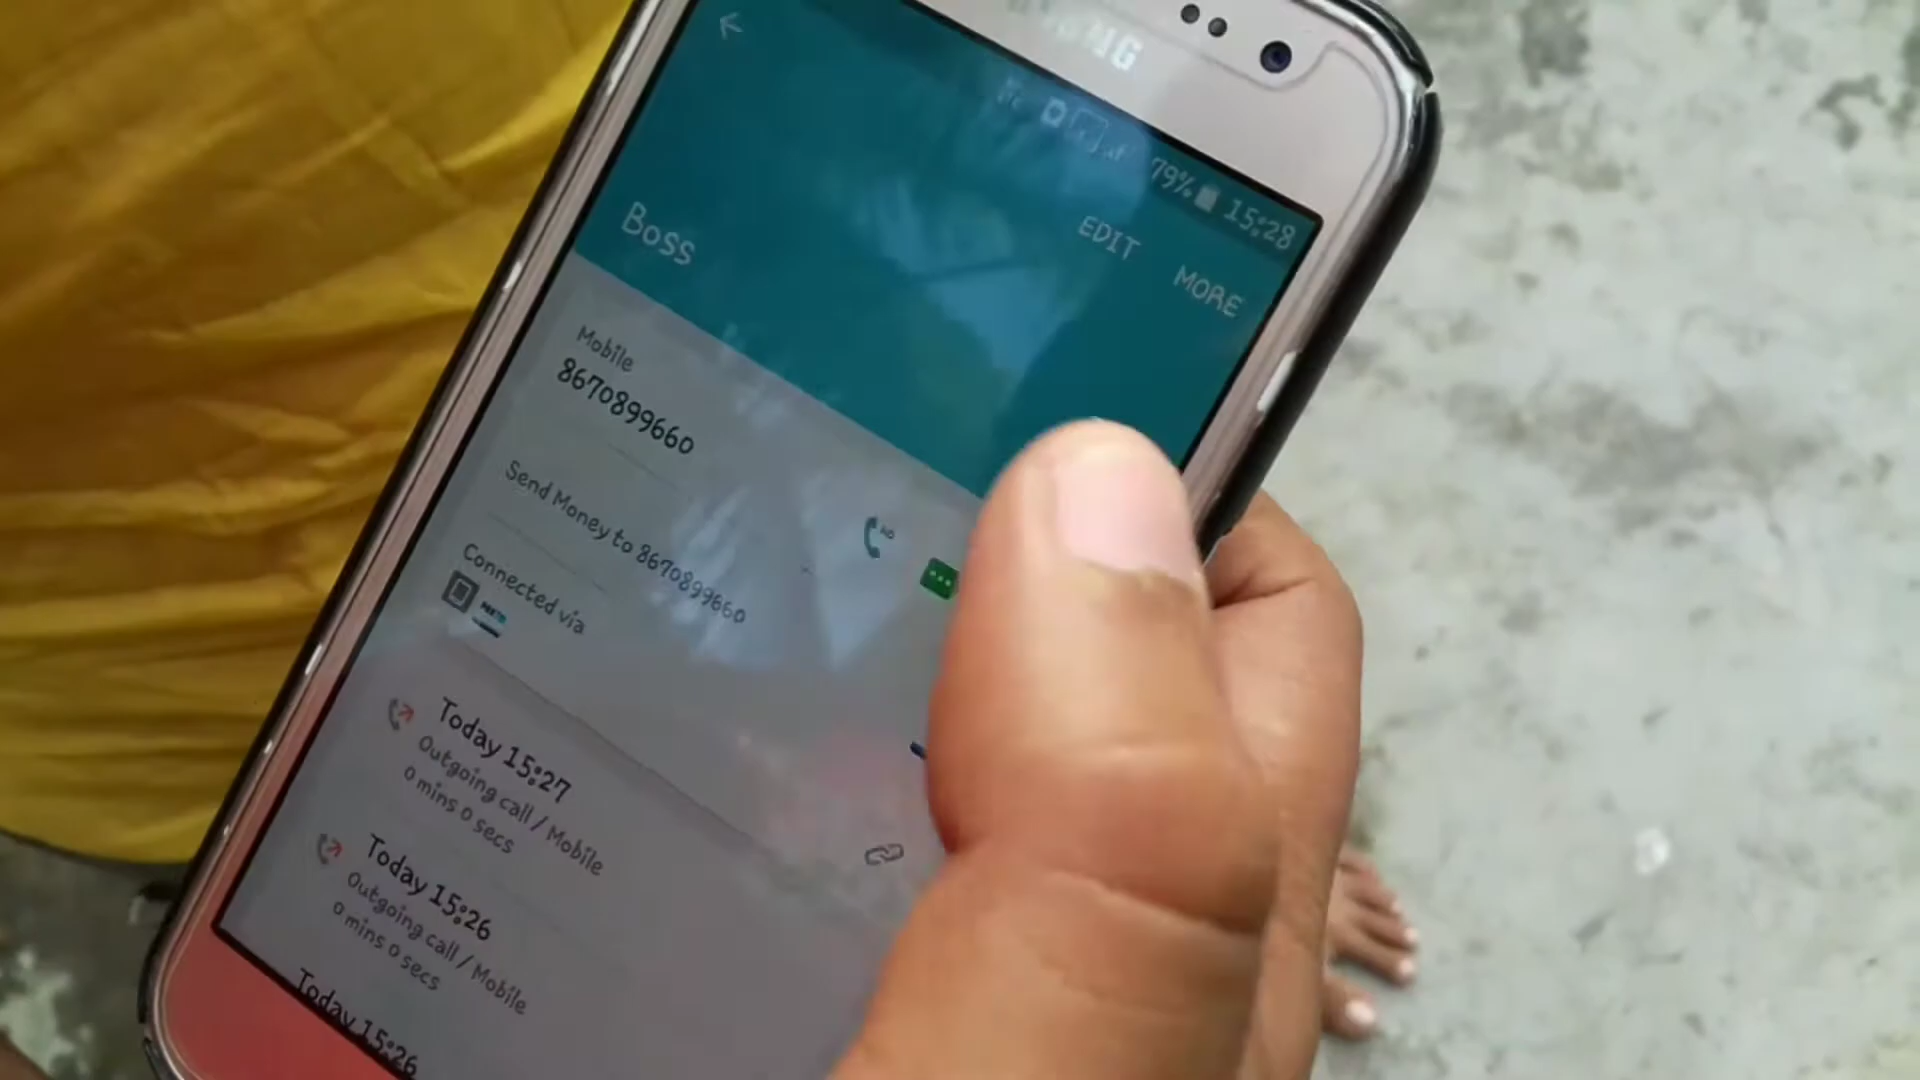 79% 15:28
EDIT MORE
Boss
Mobile
8670899660
Send Money to 8670899660
Connected via
Today 15:27
Outgoing call / Mobile
0 mins 0 secs
Today 15:26
Outgoing call / Mobile
0 mins 0 secs
Today 15:26